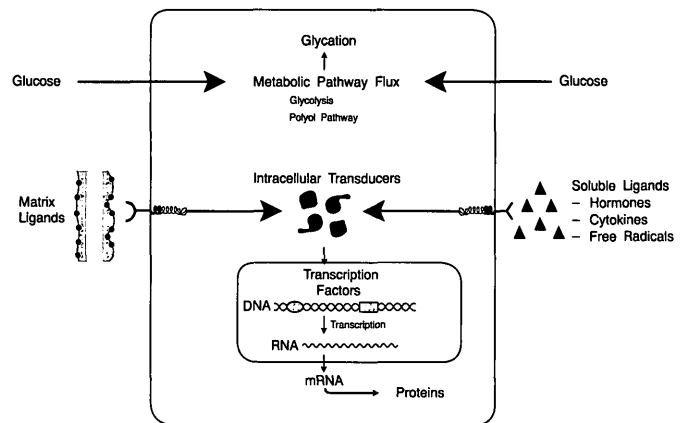 Glycation
Glucose
Metabolic Pathway Flux
Glucose
Glycolysis
Polyol Pathway
Intracellular Transducers
Matrix
Ligands
Soluble Ligands
– Hormones
– Cytokines
– Free Radicals
Transcription
Factors
DNA
Transcription
RNA
mRNA
Proteins